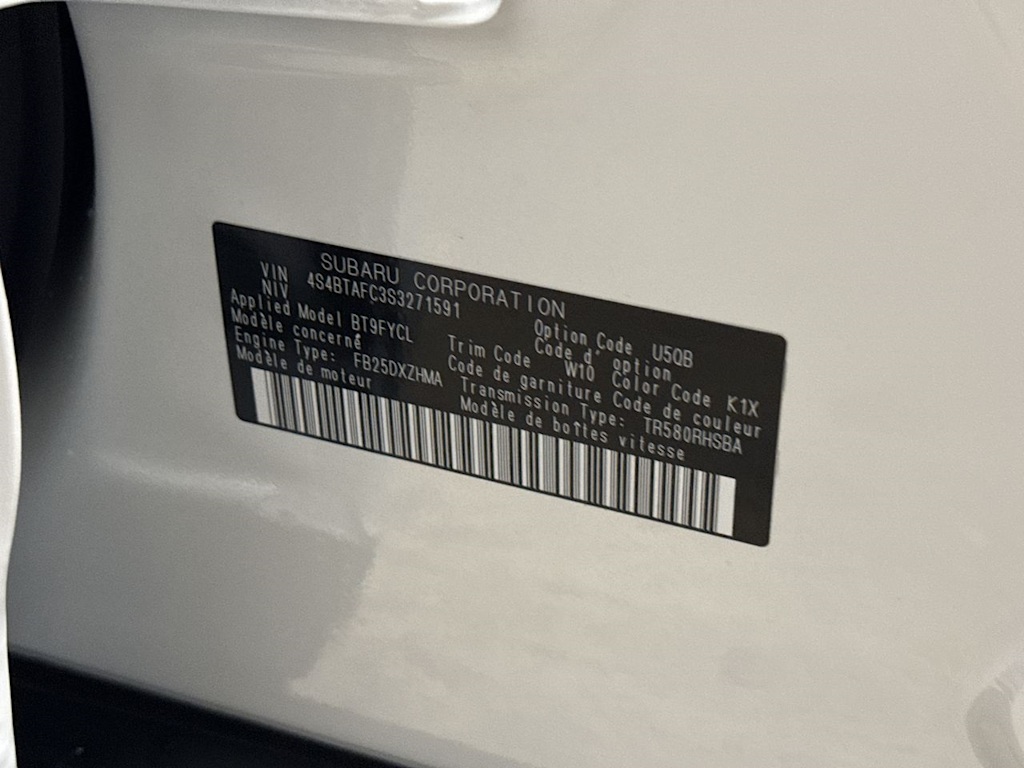 SUBARU CORPORATION
VIN
NIV 4S4BTAFC3S3271591
Applied Model BT9FYCL
Modèle concerné
Engine Type: FB25DXZHMA
Modèle de moteur
Option Code U5QB
Code d' option
Trim Code W10 Color Code K1X
Code de garniture Code de couleur
Transmission Type: TR580RHSBA
Modèle de boîtes vitesse